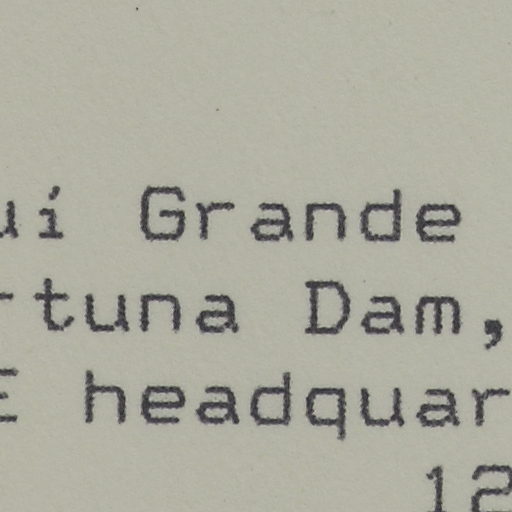 uí Grande
rtuna Dam,
E headquar
12